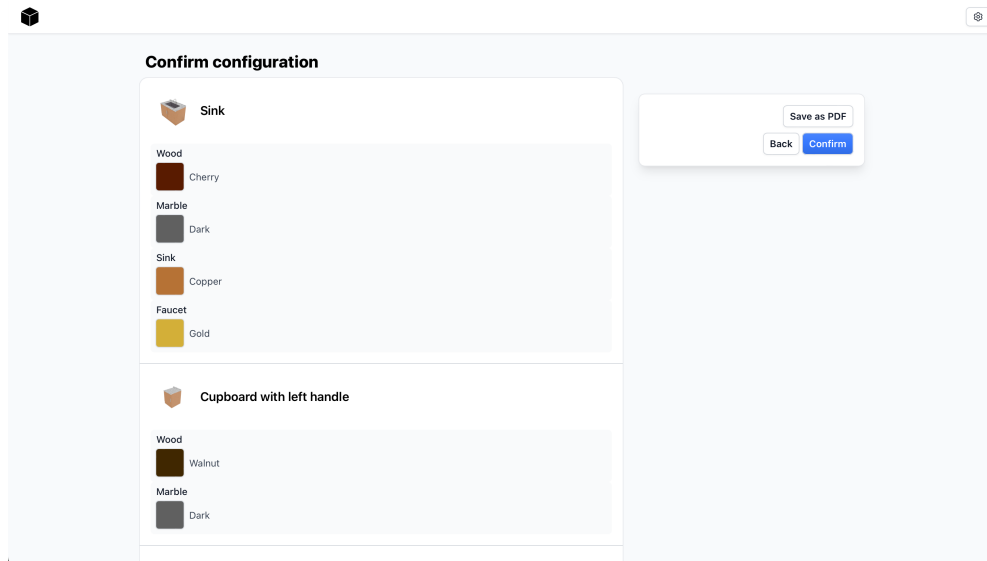 Confirm configuration
Sink
Wood
Cherry
Marble
Dark
Sink
Copper
Faucet
Gold
Cupboard with left handle
Wood
Walnut
Marble
Dark
Save as PDF
Back Confirm